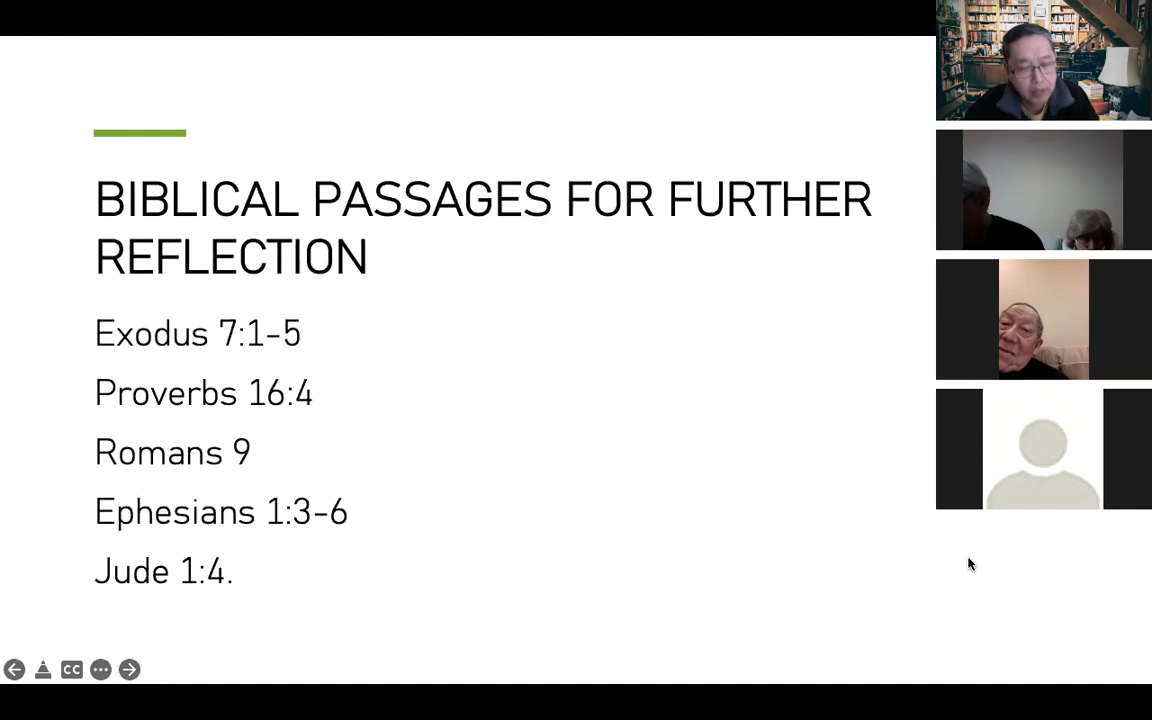 BIBLICAL PASSAGES FOR FURTHER
REFLECTION
Exodus 7:1-5
Proverbs 16:4
Romans 9
Ephesians 1:3-6
Jude 1:4.
CC